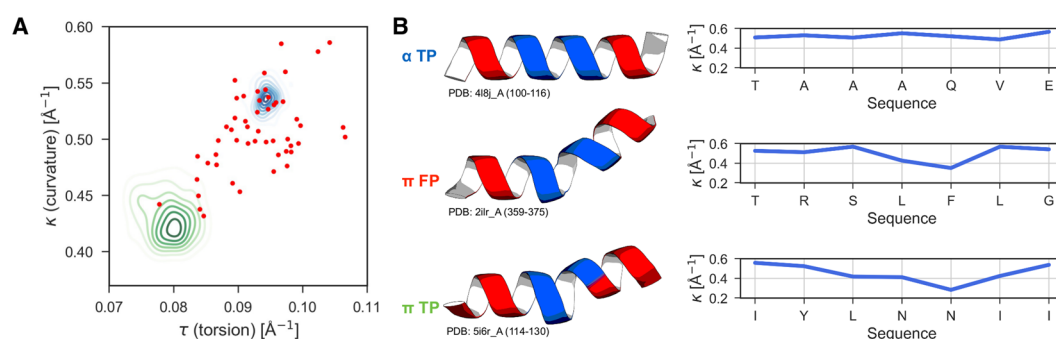 A
κ (curvature) [Å⁻¹]
0.60
0.55
0.50
0.45
0.40
0.07 0.08 0.09 0.10 0.11
τ (torsion) [Å⁻¹]
B
α TP
PDB: 4l8j_A (100-116)
π FP
PDB: 2ilr_A (359-375)
π TP
PDB: 5i6r_A (114-130)
κ [Å⁻¹]
0.6
0.4
0.2
T A A A Q V E
Sequence
κ [Å⁻¹]
0.6
0.4
0.2
T R S L F L G
Sequence
κ [Å⁻¹]
0.6
0.4
0.2
I Y L N N I I
Sequence